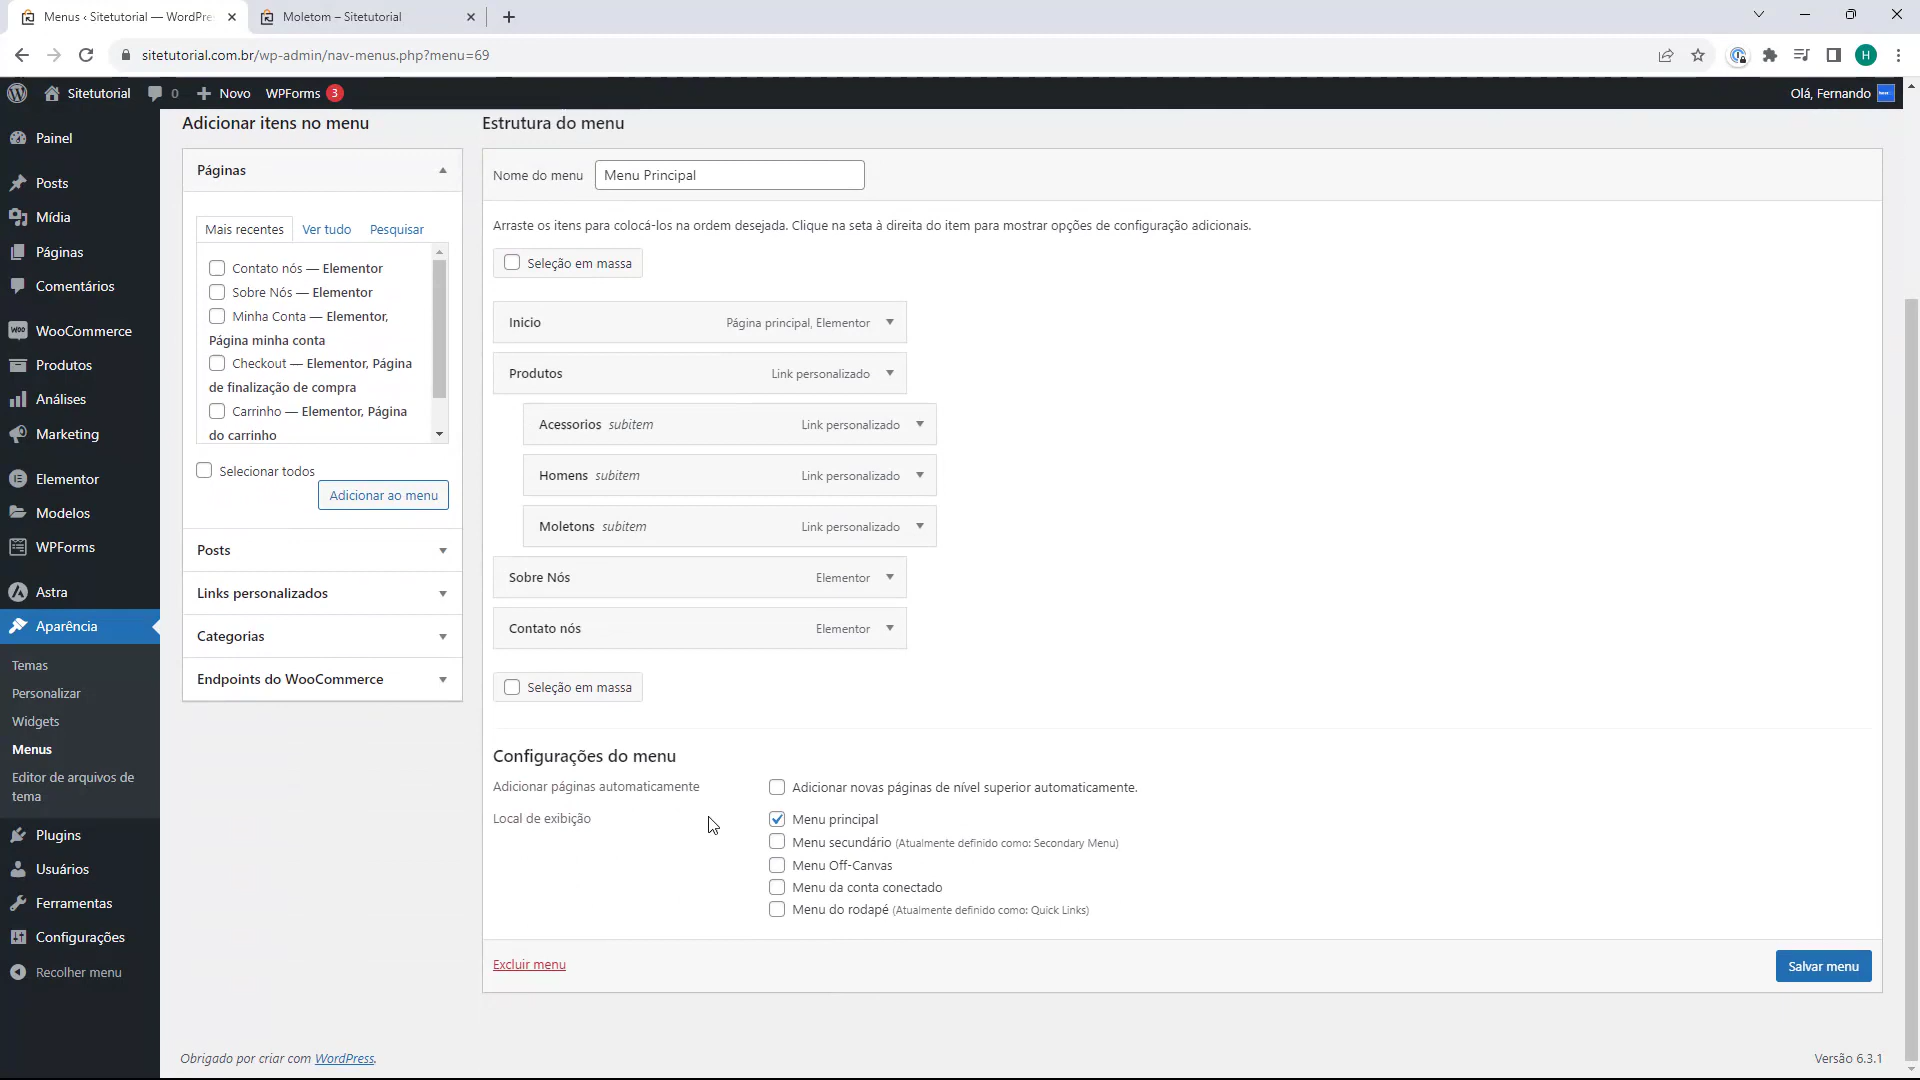 Menus ‹ Sitetutorial — WordPre
Moletom – Sitetutorial
sitetutorial.com.br/wp-admin/nav-menus.php?menu=69
H
Sitetutorial
0
Novo
WPForms
3
Olá, Fernando
Painel
Posts
Mídia
Páginas
Comentários
WooCommerce
Produtos
Análises
Marketing
Elementor
Modelos
WPForms
Astra
Aparência
Temas
Personalizar
Widgets
Menus
Editor de arquivos de
tema
Plugins
Usuários
Ferramentas
Configurações
Recolher menu
Adicionar itens no menu
Páginas
Mais recentes
Ver tudo
Pesquisar
Contato nós — Elementor
Sobre Nós — Elementor
Minha Conta — Elementor,
Página minha conta
Checkout — Elementor, Página
de finalização de compra
Carrinho — Elementor, Página
do carrinho
Selecionar todos
Adicionar ao menu
Posts
Links personalizados
Categorias
Endpoints do WooCommerce
Estrutura do menu
Nome do menu
Menu Principal
Arraste os itens para colocá-los na ordem desejada. Clique na seta à direita do item para mostrar opções de configuração adicionais.
Seleção em massa
Inicio
Página principal, Elementor
Produtos
Link personalizado
Acessorios subitem
Link personalizado
Homens subitem
Link personalizado
Moletons subitem
Link personalizado
Sobre Nós
Elementor
Contato nós
Elementor
Seleção em massa
Configurações do menu
Adicionar páginas automaticamente
Adicionar novas páginas de nível superior automaticamente.
Local de exibição
Menu principal
Menu secundário (Atualmente definido como: Secondary Menu)
Menu Off-Canvas
Menu da conta conectado
Menu do rodapé (Atualmente definido como: Quick Links)
Excluir menu
Salvar menu
Obrigado por criar com WordPress.
Versão 6.3.1